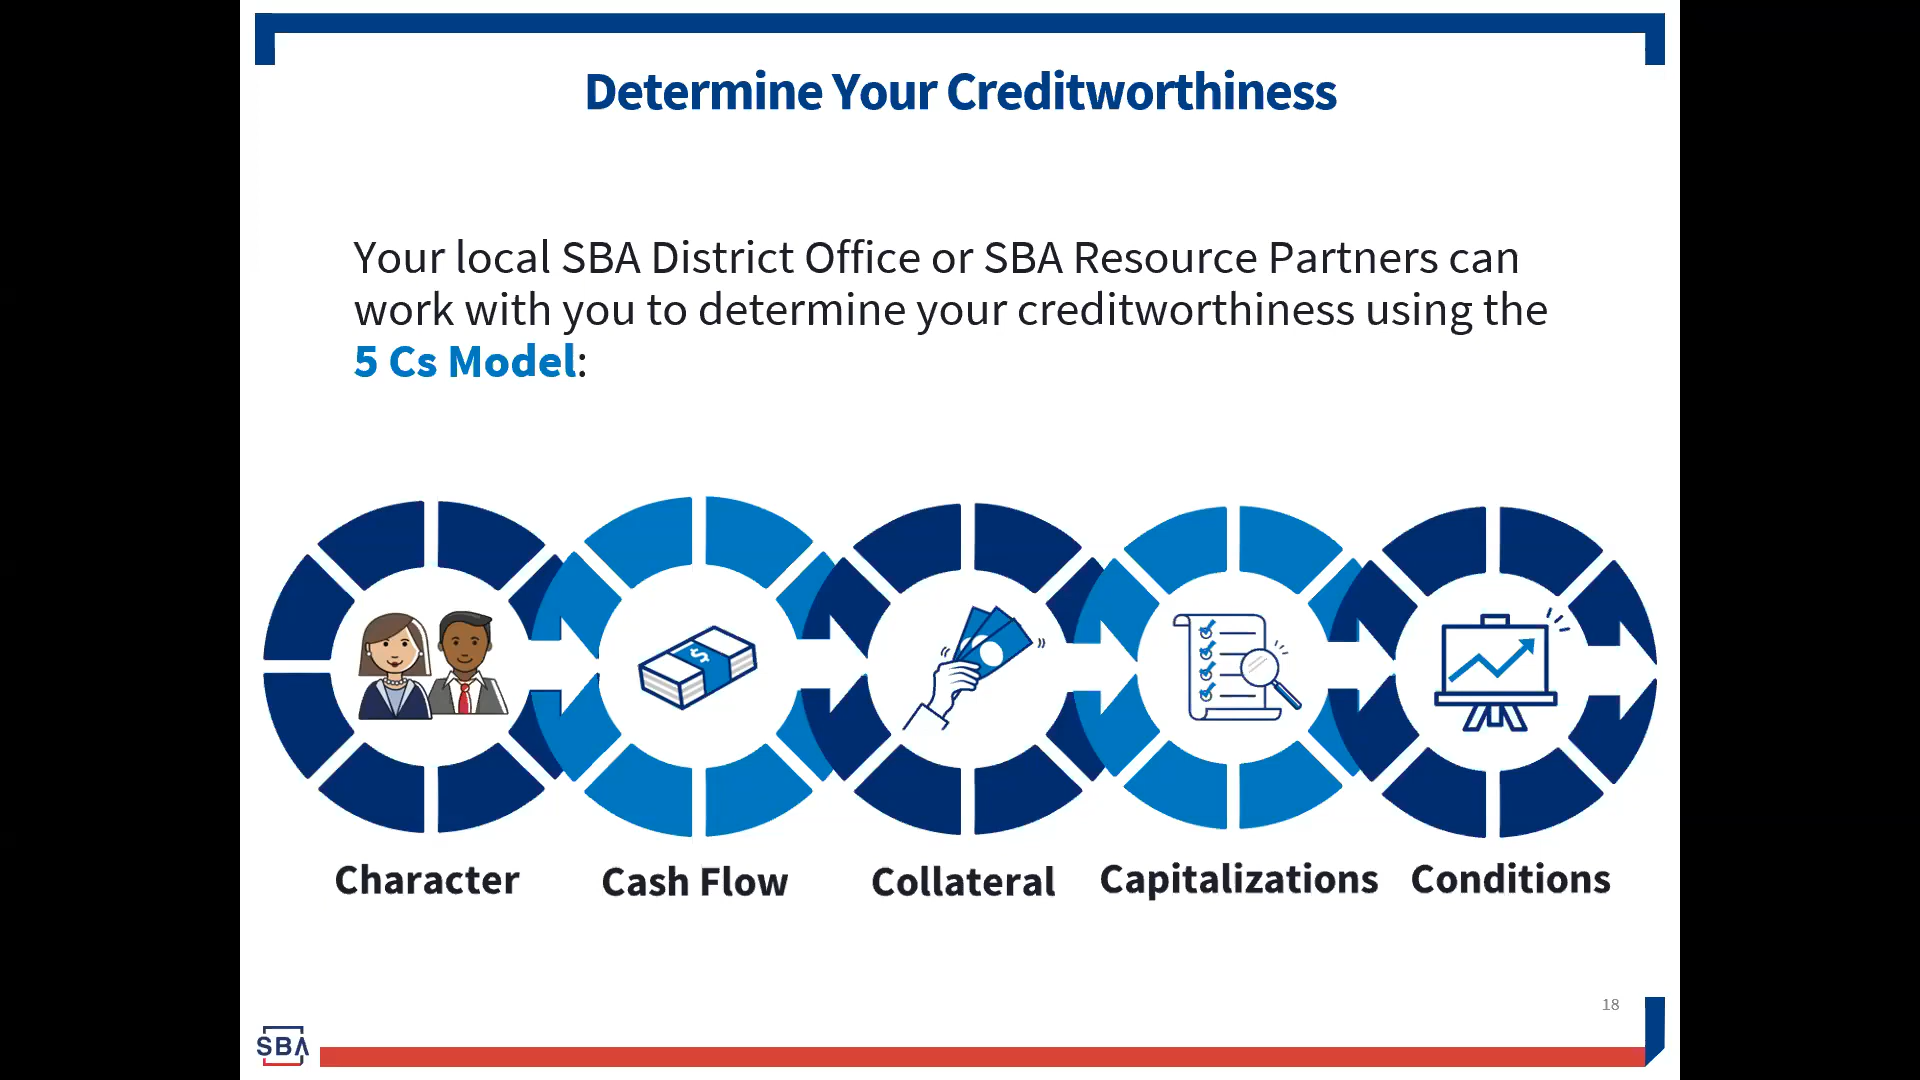 Determine Your Creditworthiness
Your local SBA District Office or SBA Resource Partners can
work with you to determine your creditworthiness using the
5 Cs Model:
$
Character
Cash Flow
Collateral
Capitalizations
Conditions
18
SBA